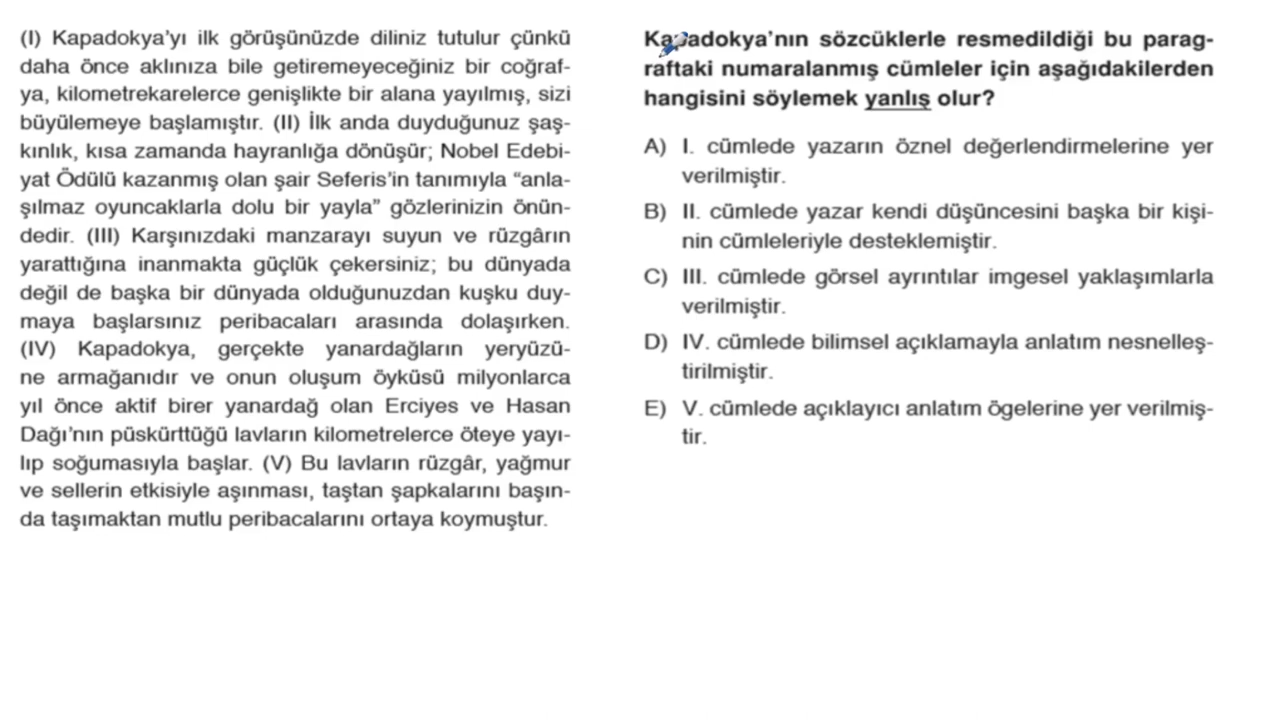 (I) Kapadokya’yı ilk görüşünüzde diliniz tutulur çünkü
daha önce aklınıza bile getiremeyeceğiniz bir coğraf-
ya, kilometrekarelerce genişlikte bir alana yayılmış, sizi
büyülemeye başlamıştır. (II) İlk anda duyduğunuz şaş-
kınlık, kısa zamanda hayranlığa dönüşür; Nobel Edebi-
yat Ödülü kazanmış olan şair Seferis’in tanımıyla “anla-
şılmaz oyuncaklarla dolu bir yayla” gözlerinizin önün-
dedir. (III) Karşınızdaki manzarayı suyun ve rüzgârın
yarattığına inanmakta güçlük çekersiniz; bu dünyada
değil de başka bir dünyada olduğunuzdan kuşku duy-
maya başlarsınız peribacaları arasında dolaşırken.
(IV) Kapadokya, gerçekte yanardağların yeryüzü-
ne armağanıdır ve onun oluşum öyküsü milyonlarca
yıl önce aktif birer yanardağ olan Erciyes ve Hasan
Dağı’nın püskürttüğü lavların kilometrelerce öteye yayı-
lıp soğumasıyla başlar. (V) Bu lavların rüzgâr, yağmur
ve sellerin etkisiyle aşınması, taştan şapkalarını başın-
da taşımaktan mutlu peribacalarını ortaya koymuştur.
Kapadokya’nın sözcüklerle resmedildiği bu parag-
raftaki numaralanmış cümleler için aşağıdakilerden
hangisini söylemek yanlış olur?
A) I. cümlede yazarın öznel değerlendirmelerine yer
verilmiştir.
B) II. cümlede yazar kendi düşüncesini başka bir kişi-
nin cümleleriyle desteklemiştir.
C) III. cümlede görsel ayrıntılar imgesel yaklaşımlarla
verilmiştir.
D) IV. cümlede bilimsel açıklamayla anlatım nesnelleş-
tirilmiştir.
E) V. cümlede açıklayıcı anlatım ögelerine yer verilmiş-
tir.